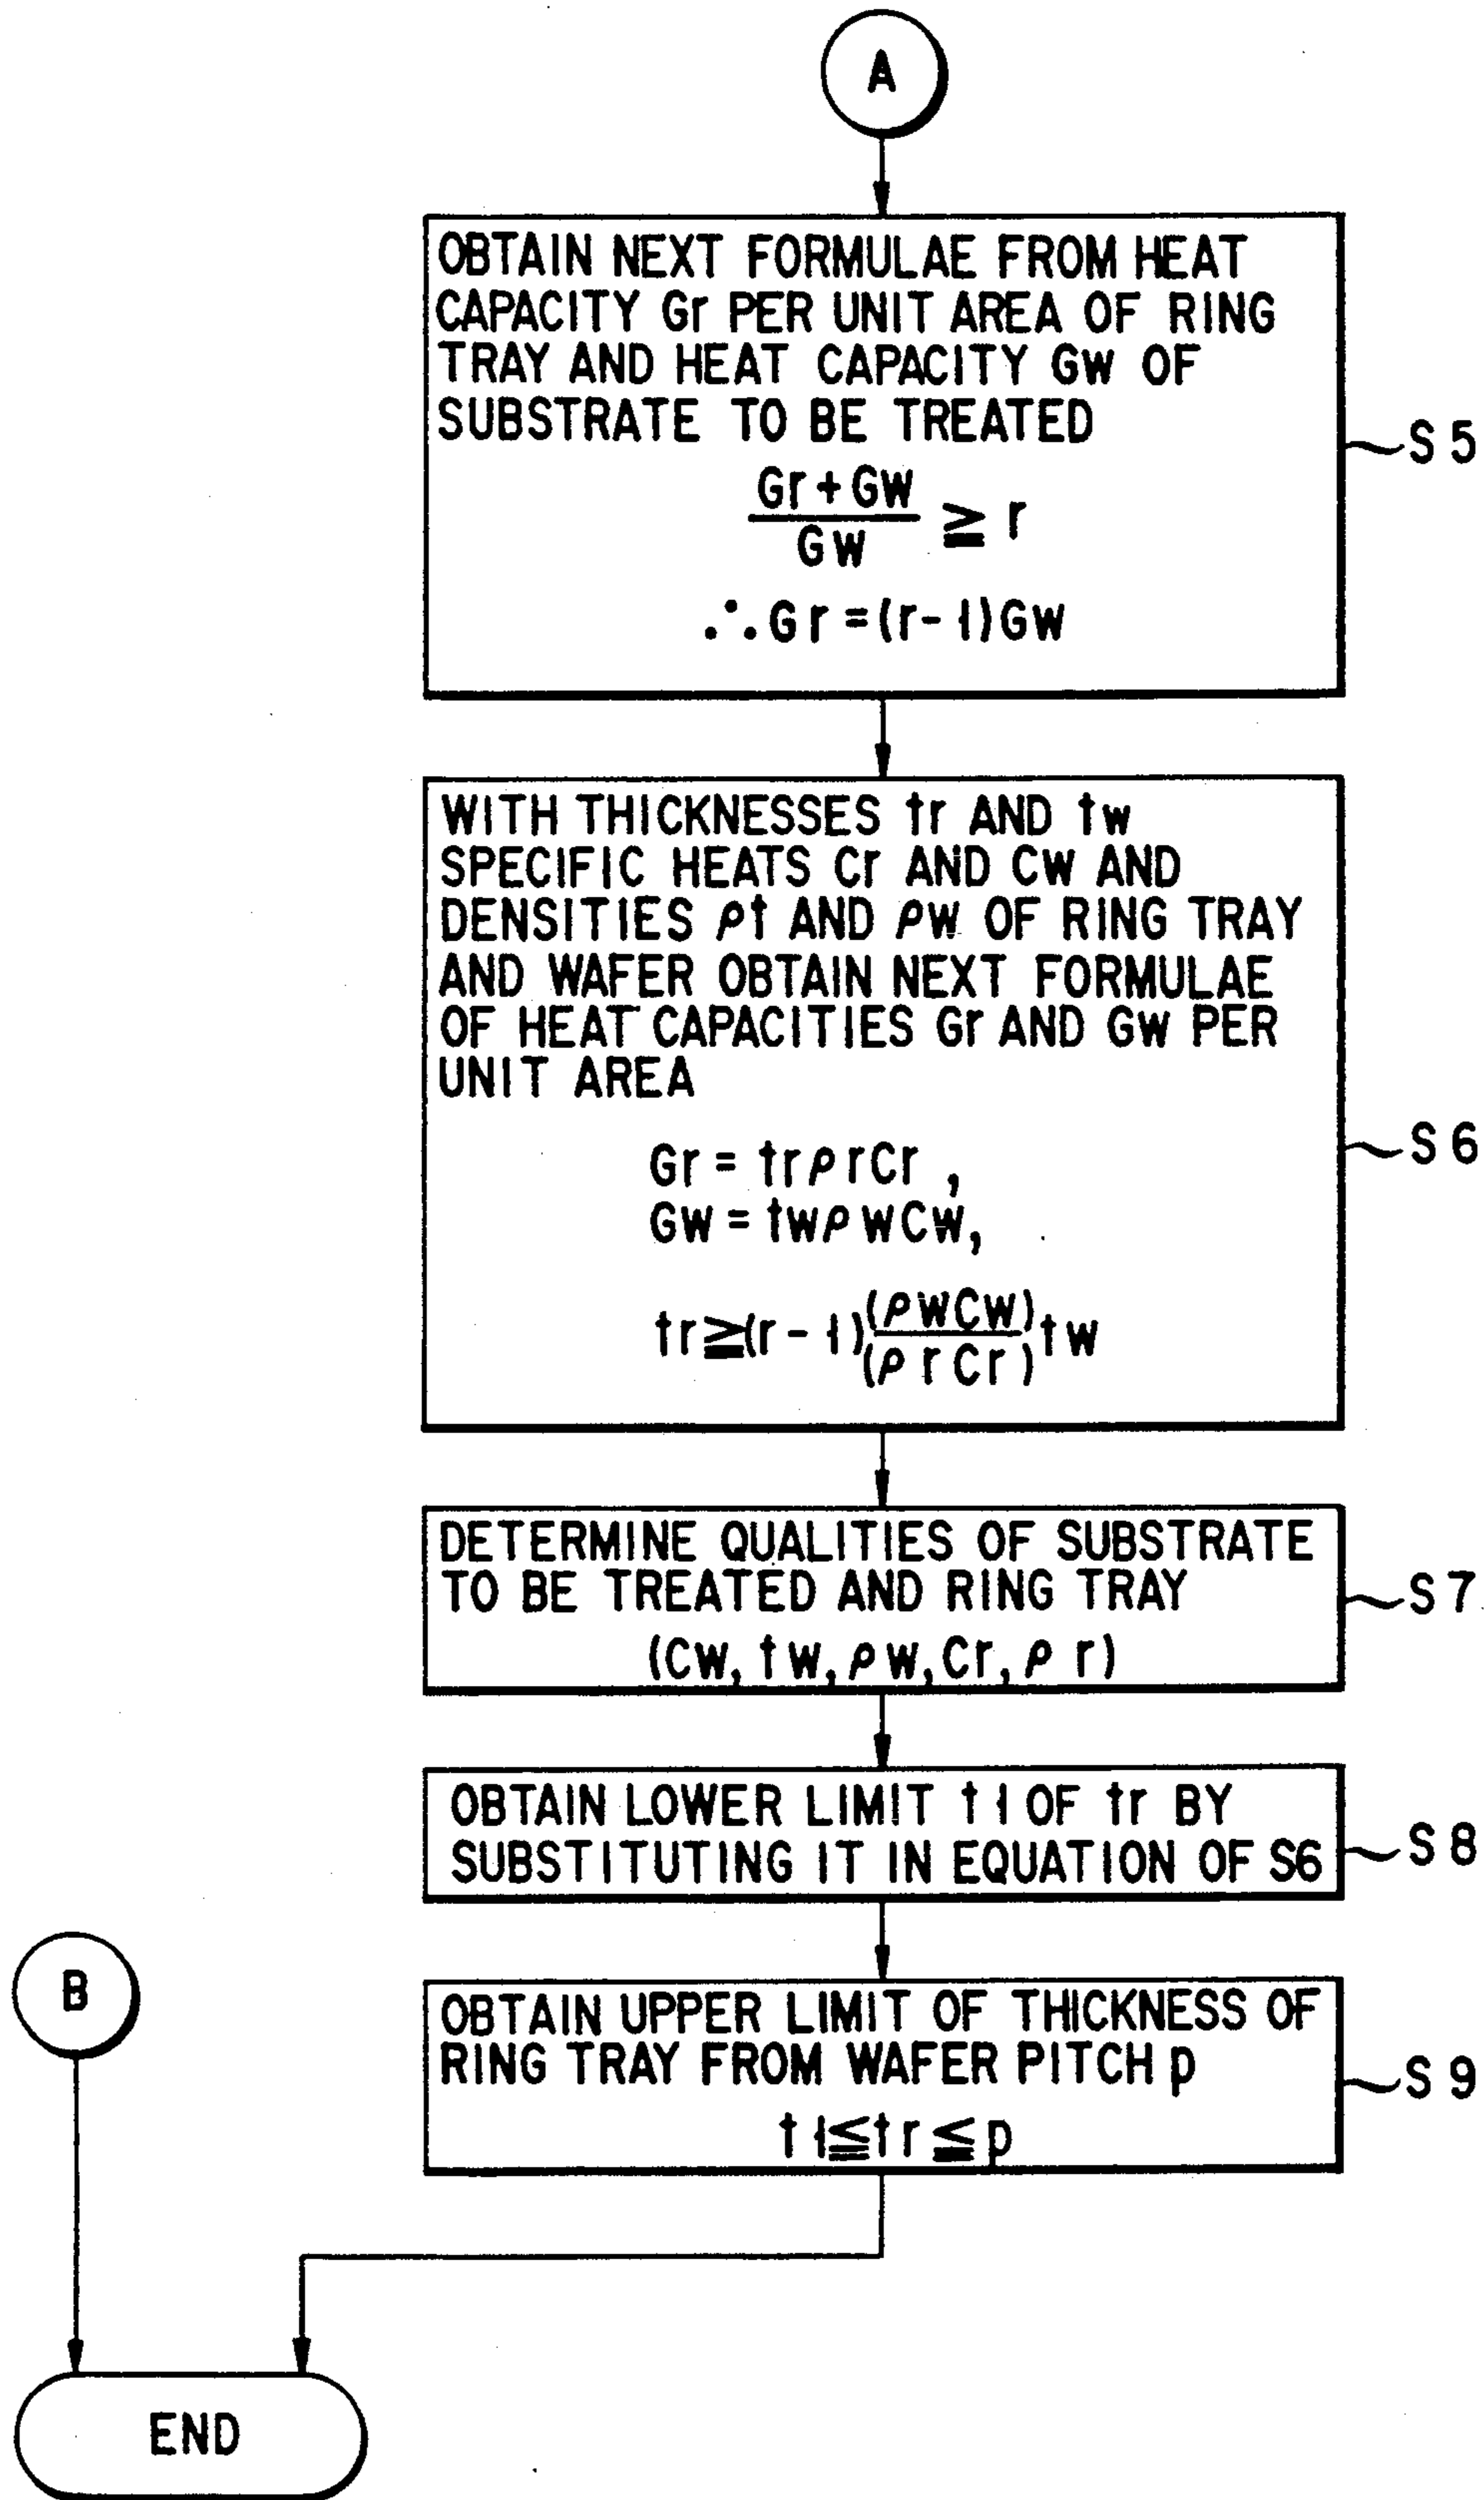 A
OBTAIN NEXT FORMULAE FROM HEAT
CAPACITY Gr PER UNIT AREA OF RING
TRAY AND HEAT CAPACITY GW OF
SUBSTRATE TO BE TREATED
Gr+GW
GW
≧ r
∴Gr=(r-1)GW
S5
WITH THICKNESSES tr AND tw
SPECIFIC HEATS Cr AND CW AND
DENSITIES ρt AND ρW OF RING TRAY
AND WAFER OBTAIN NEXT FORMULAE
OF HEAT CAPACITIES Gr AND GW PER
UNIT AREA
Gr = trρrCr ,
GW = twρWCW,
tr≧(r-1)(ρWCW)/(ρrCr)tw
S6
DETERMINE QUALITIES OF SUBSTRATE
TO BE TREATED AND RING TRAY
(CW, tw, ρW, Cr, ρr)
S7
OBTAIN LOWER LIMIT t1 OF tr BY
SUBSTITUTING IT IN EQUATION OF S6
S8
B
OBTAIN UPPER LIMIT OF THICKNESS OF
RING TRAY FROM WAFER PITCH p
t1≦tr≦p
S9
END